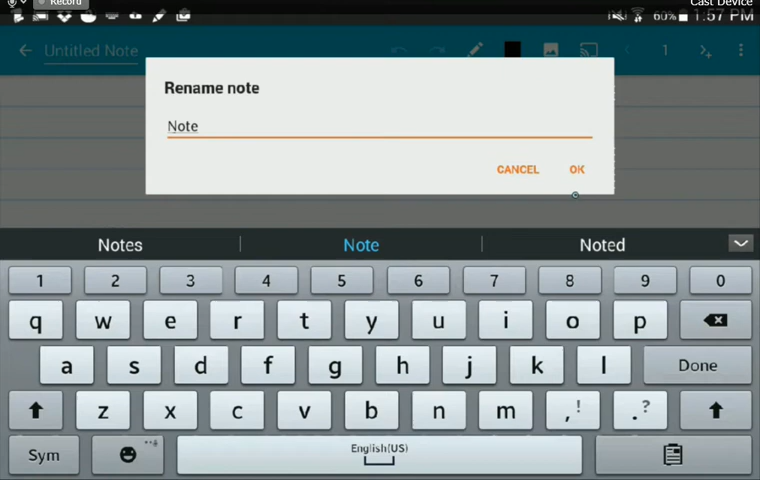 Record
Cast Device
60% 1:57 PM
Untitled Note
1
Rename note
Note
CANCEL OK
Notes Note Noted
1 2 3 4 5 6 7 8 9 0
q w e r t y u i o p
a s d f g h j k l Done
z x c v b n m ,! .?
Sym English(US)